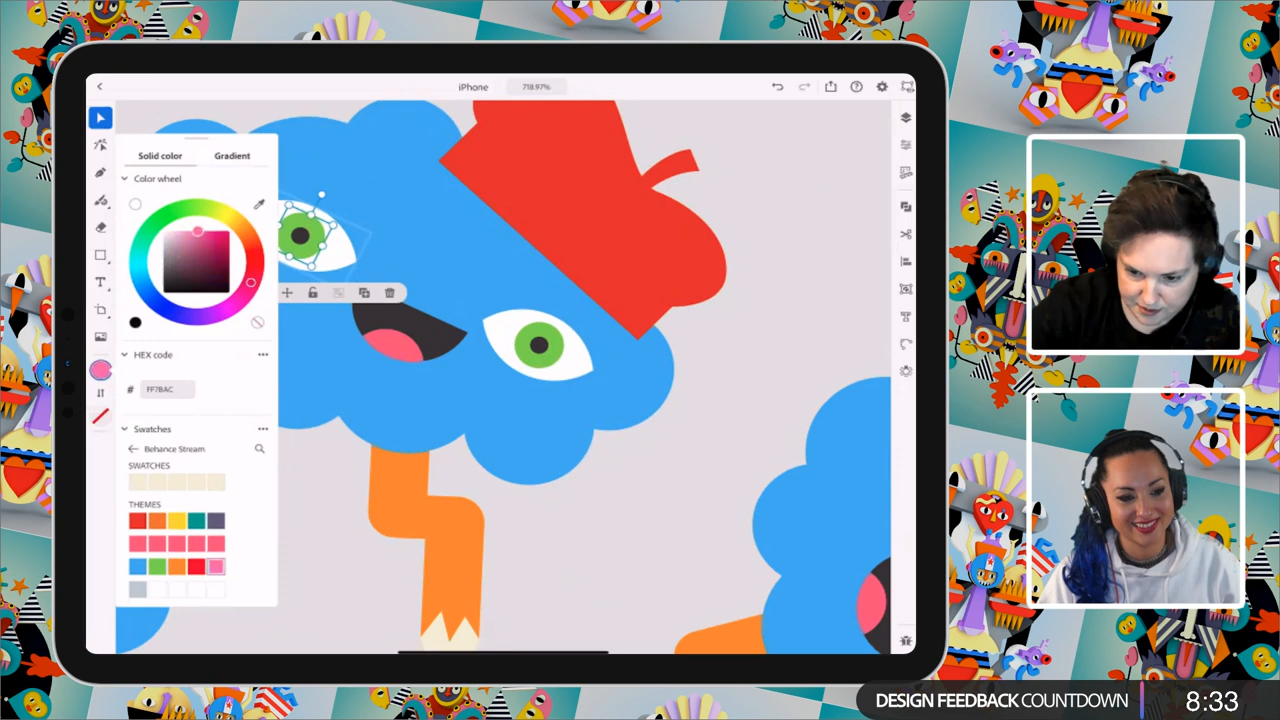 iPhone
718.97%
Solid color Gradient
Color wheel
HEX code
# FF7BAC
Swatches
Behance Stream
SWATCHES
THEMES
T
DESIGN FEEDBACK COUNTDOWN 8:33